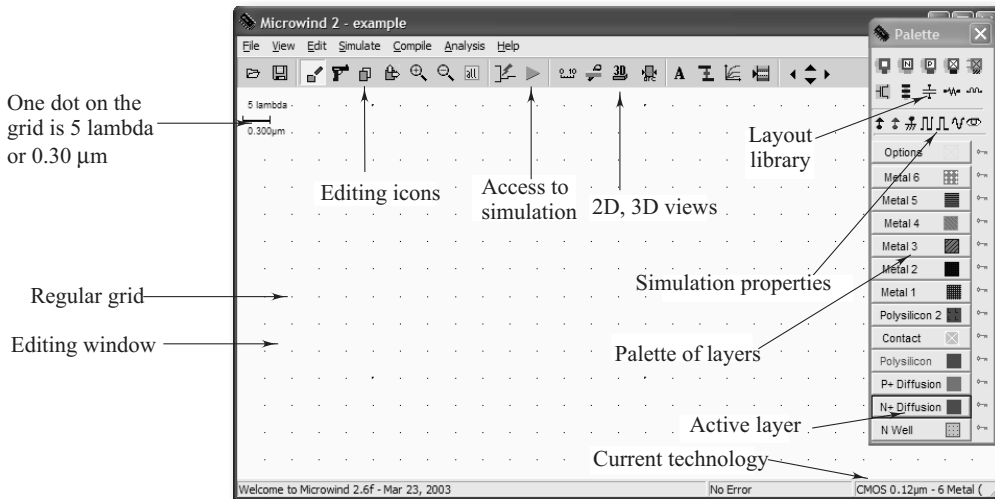 Microwind 2 - example
File View Edit Simulate Compile Analysis Help
all
0..10
3D
A
5 lambda
0.300µm
One dot on the
grid is 5 lambda
or 0.30 µm
Editing icons
Access to
simulation
2D, 3D views
Regular grid
Editing window
Layout
library
Simulation properties
Palette of layers
Active layer
Current technology
Palette
N
P
Options
Metal 6
Metal 5
Metal 4
Metal 3
Metal 2
Metal 1
Polysilicon 2
Contact
Polysilicon
P+ Diffusion
N+ Diffusion
N Well
Welcome to Microwind 2.6f - Mar 23, 2003
No Error
CMOS 0.12µm - 6 Metal (